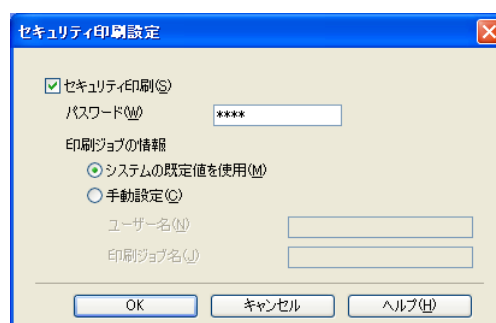 セキュリティ印刷設定
セキュリティ印刷(S)
パスワード(W) ****
印刷ジョブの情報
システムの既定値を使用(M)
手動設定(C)
ユーザー名(N)
印刷ジョブ名(J)
OK キャンセル ヘルプ(H)